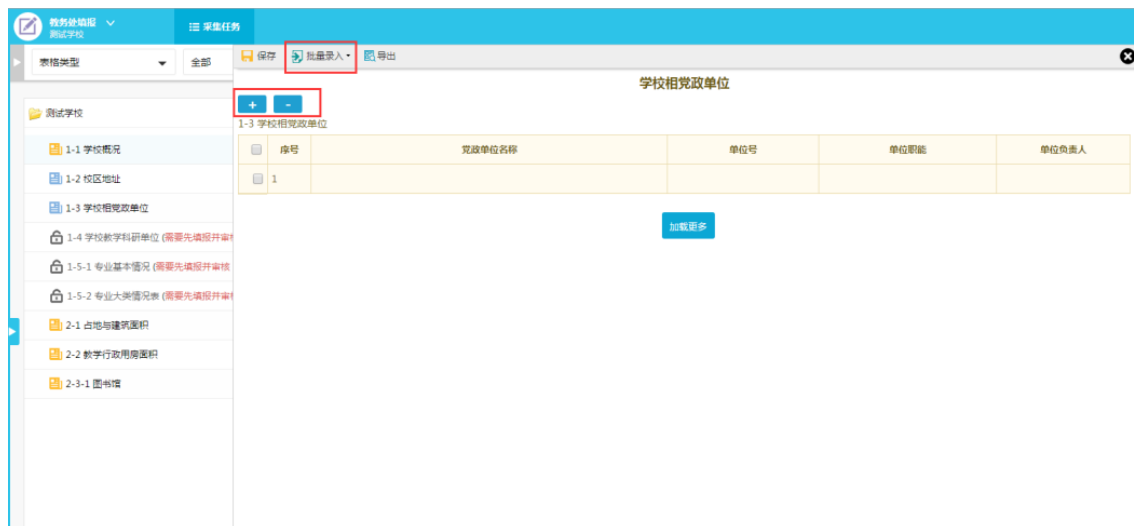 教务处填报
测试学校
采集任务
表格类型
全部
保存
批量录入
导出
学校相党政单位
+
-
1-3 学校相党政单位
序号
党政单位名称
单位号
单位职能
单位负责人
1
加载更多
测试学校
1-1 学校概况
1-2 校区地址
1-3 学校相党政单位
1-4 学校教学科研单位 (需要先填报并审核
1-5-1 专业基本情况 (需要先填报并审核
1-5-2 专业大类情况表 (需要先填报并审核
2-1 占地与建筑面积
2-2 教学行政用房面积
2-3-1 图书馆